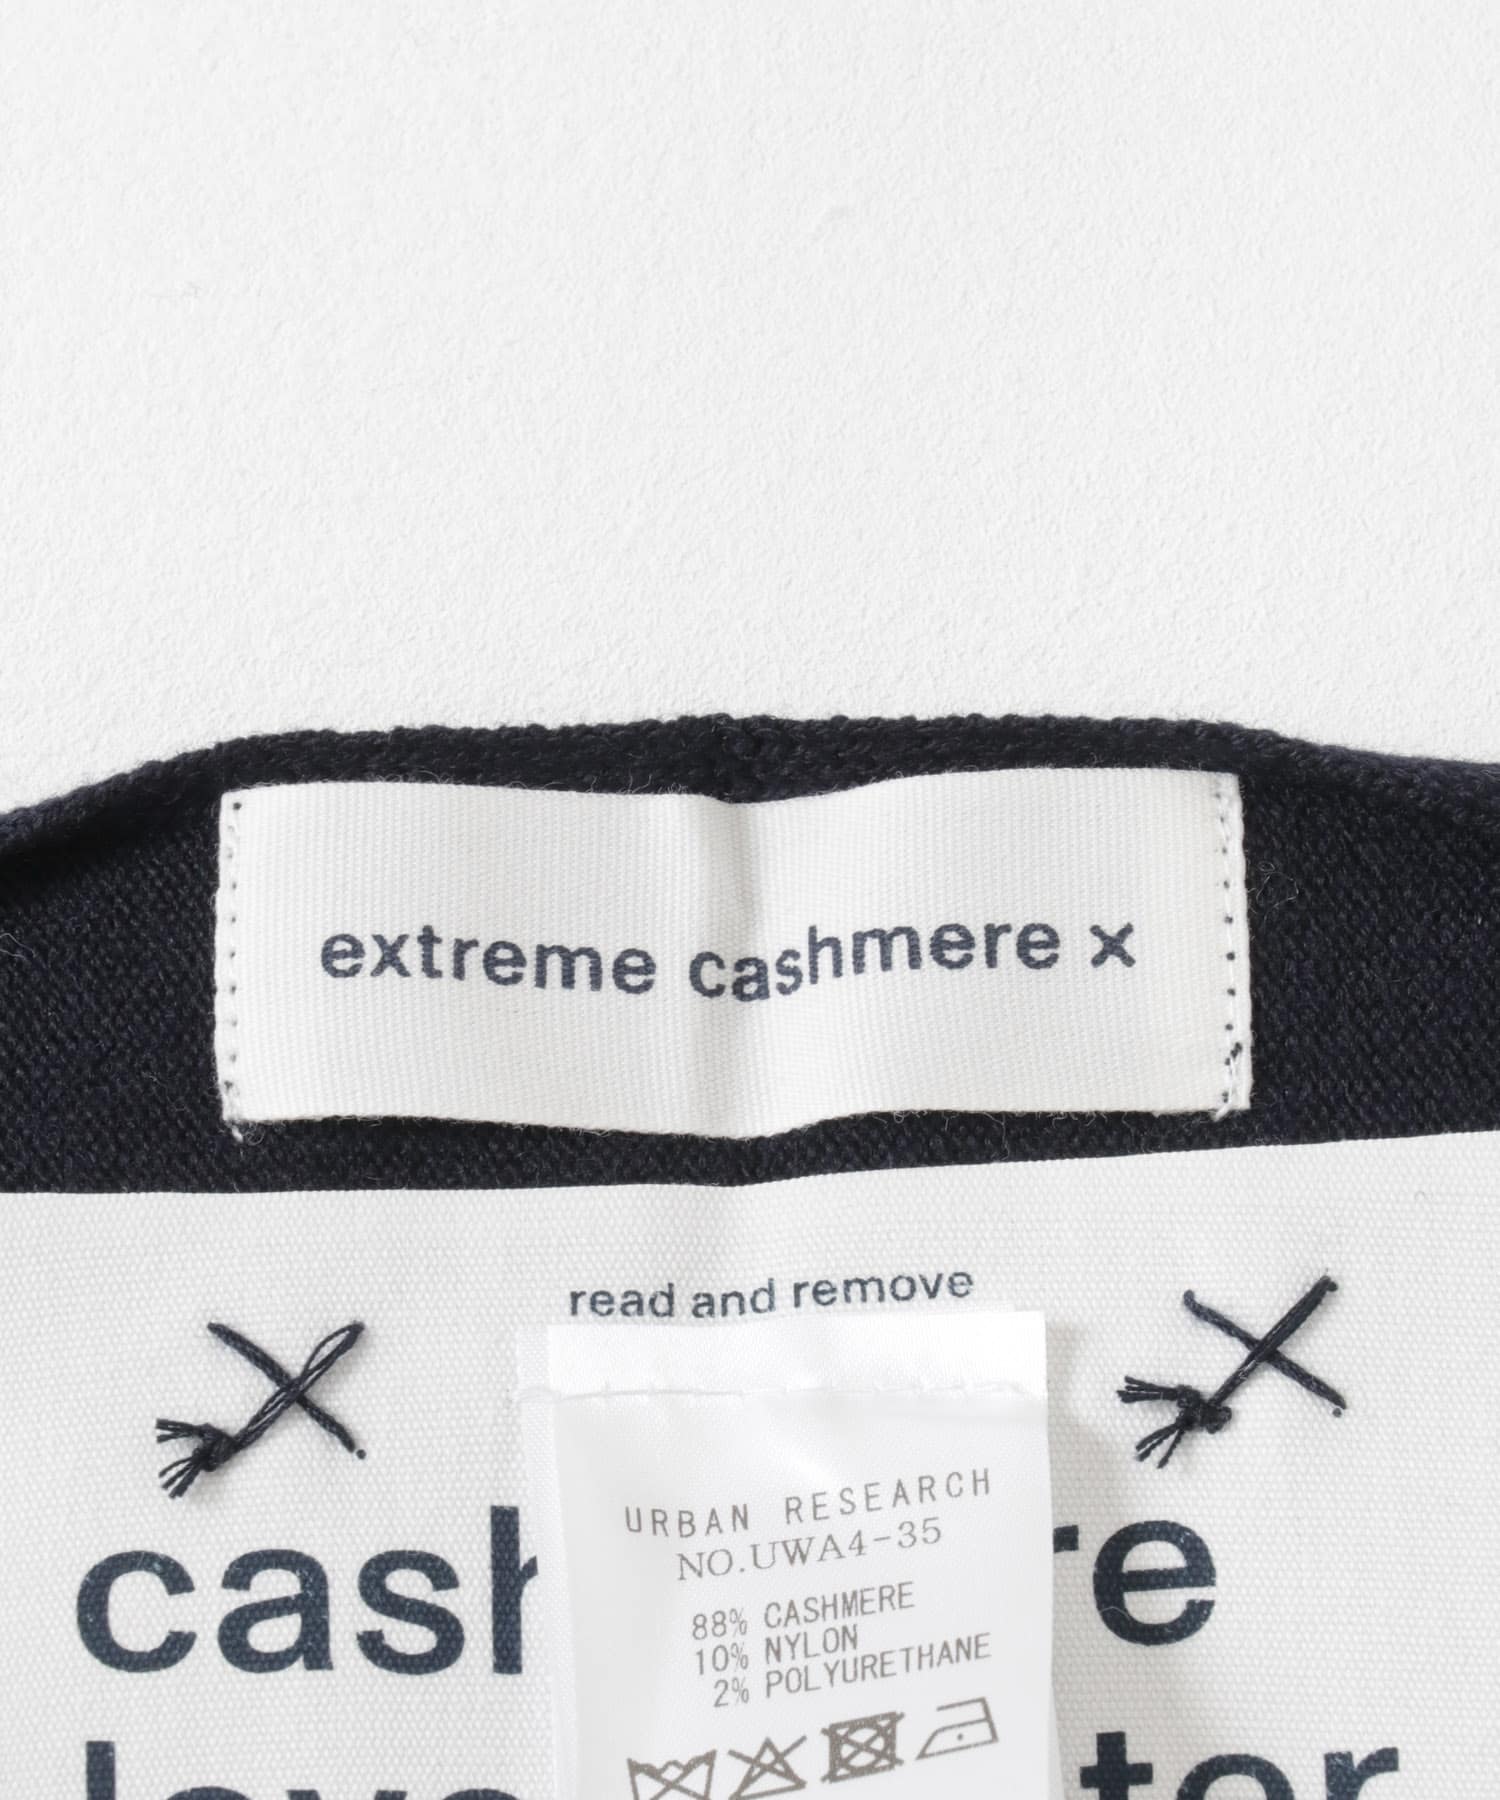 extreme cashmere x
read and remove
URBAN RESEARCH
NO.UWA4-35
88% CASHMERE
10% NYLON
2% POLYURETHANE